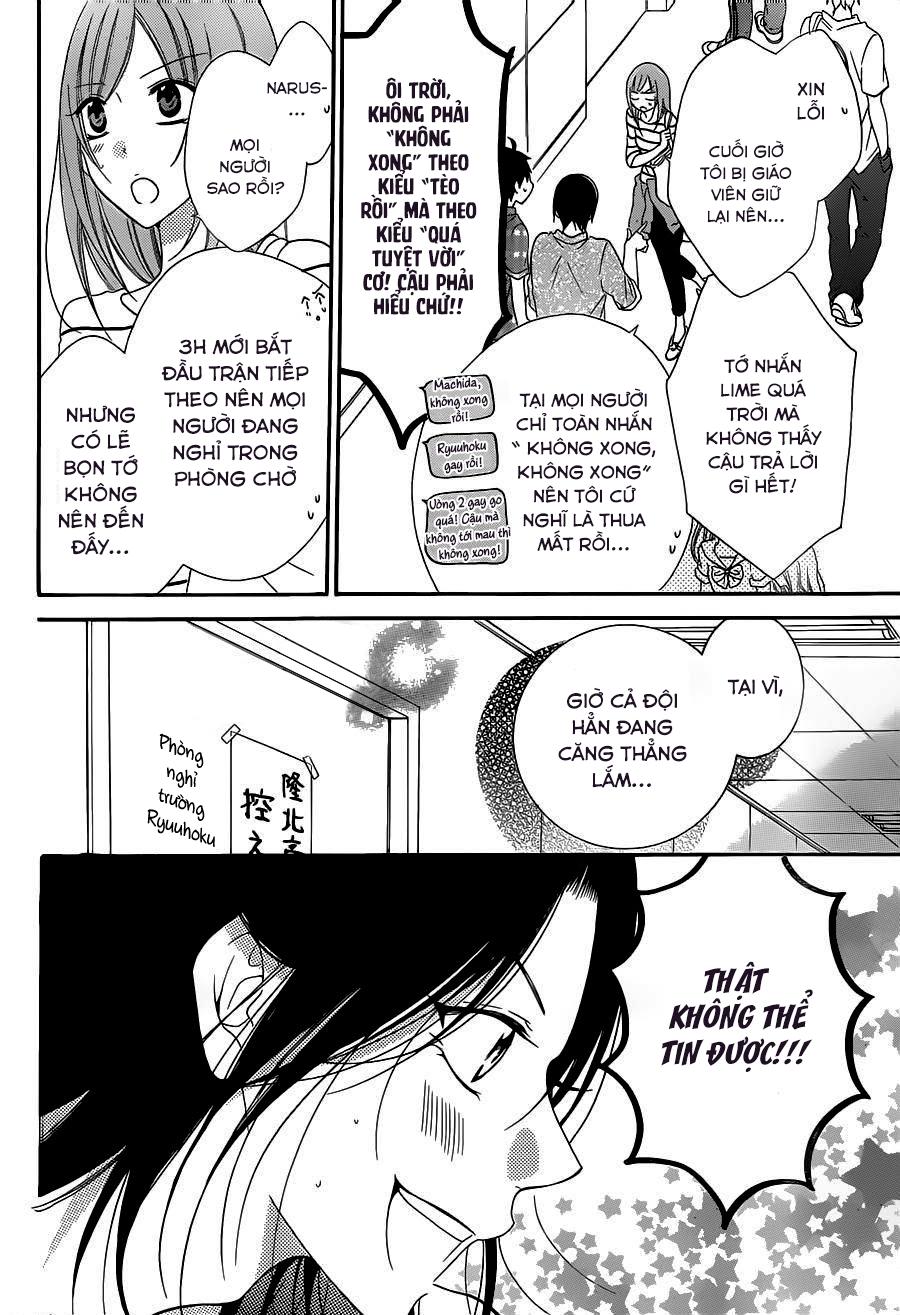 XIN
LỖI
CUỐI GIỜ
TÔI BỊ GIÁO
VIÊN GIỮ
LẠI NÊN...
TỚ NHẮN
LIME QUÁ
TRỜI MÀ
KHÔNG THẤY
CẬU TRẢ LỜI
GÌ HẾT!
TẠI MỌI NGƯỜI
CHỈ TOÀN NHẮN
“ KHÔNG XONG,
KHÔNG XONG”
NÊN TÔI CỨ
NGHĨ LÀ THUA
MẤT RỒI...
Machida,
không xong
rồi!
Ryuuhoku
gay rồi!
Uòng 2 gay go
quá! Cậu mà
không tới mau thì
không xong!
ÔI TRỜI,
KHÔNG PHẢI
“KHÔNG
XONG” THEO
KIỂU “TÈO
RỒI” MÀ THEO
KIỂU “QUÁ
TUYỆT VỜI”
CƠ! CẬU PHẢI
HIỂU CHỨ!!
NARUS-
...
MỌI
NGƯỜI
SAO RỒI?
3H MỚI BẮT
ĐẦU TRẬN TIẾP
THEO NÊN MỌI
NGƯỜI ĐANG
NGHỈ TRONG
PHÒNG CHỜ
NHƯNG
CÓ LẼ
BỌN TỚ
KHÔNG
NÊN ĐẾN
ĐẤY...
TẠI VÌ,
GIỜ CẢ ĐỘI
HẲN ĐANG
CĂNG THẲNG
LẮM...
Phòng
nghỉ
trường
Ryuuhoku
隆北高
控え
THẬT
KHÔNG THỂ
TIN ĐƯỢC!!!